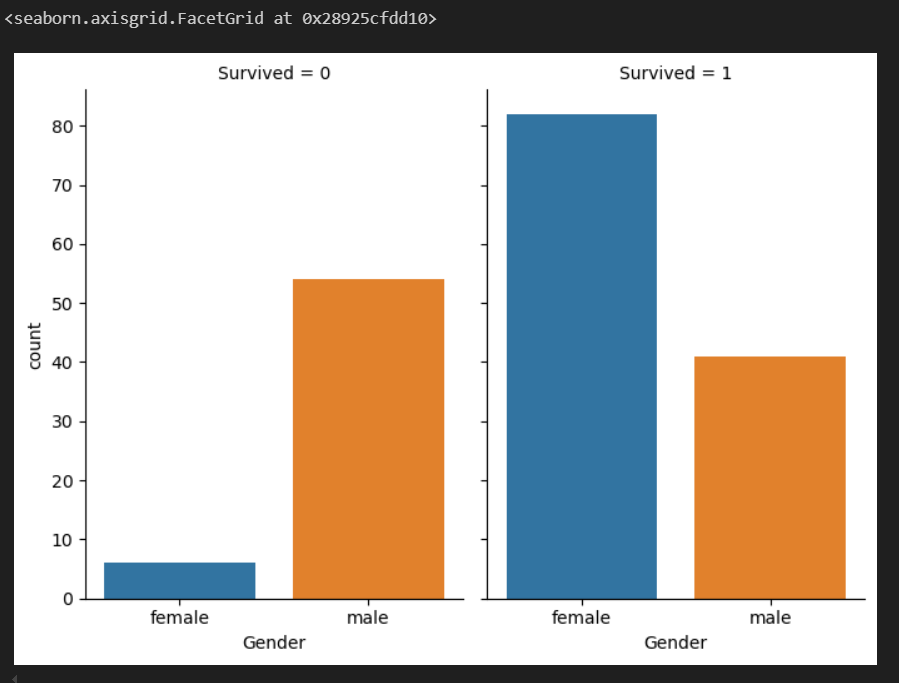 <seaborn.axisgrid.FacetGrid at 0x28925cfdd10>
Survived = 0
Survived = 1
80
70
60
50
40
30
20
10
0
count
female
male
female
male
Gender
Gender